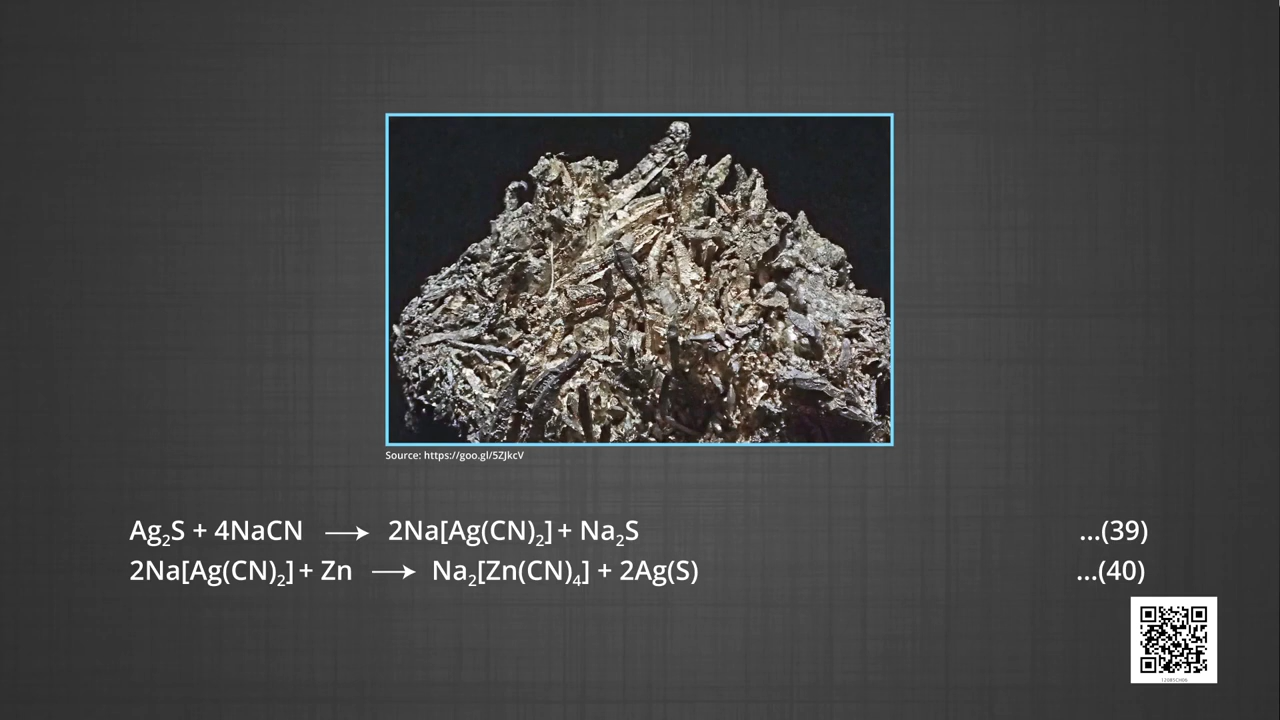 Source: https://goo.gl/5ZJkcV
Ag₂S + 4NaCN ⟶ 2Na[Ag(CN)₂] + Na₂S ...(39)
2Na[Ag(CN)₂] + Zn ⟶ Na₂[Zn(CN)₄] + 2Ag(S) ...(40)